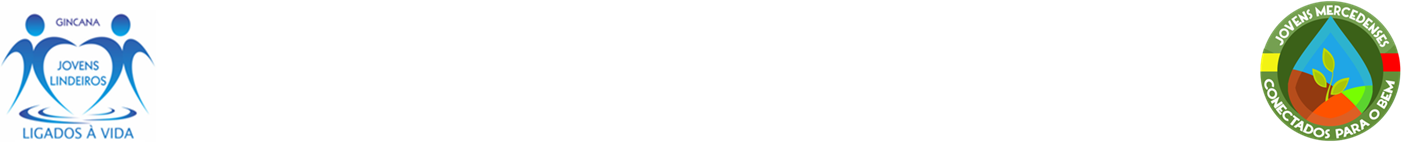 GINCANA
JOVENS
LINDEIROS
LIGADOS À VIDA
JOVENS MERCEDENSES
CONECTADOS PARA O BEM